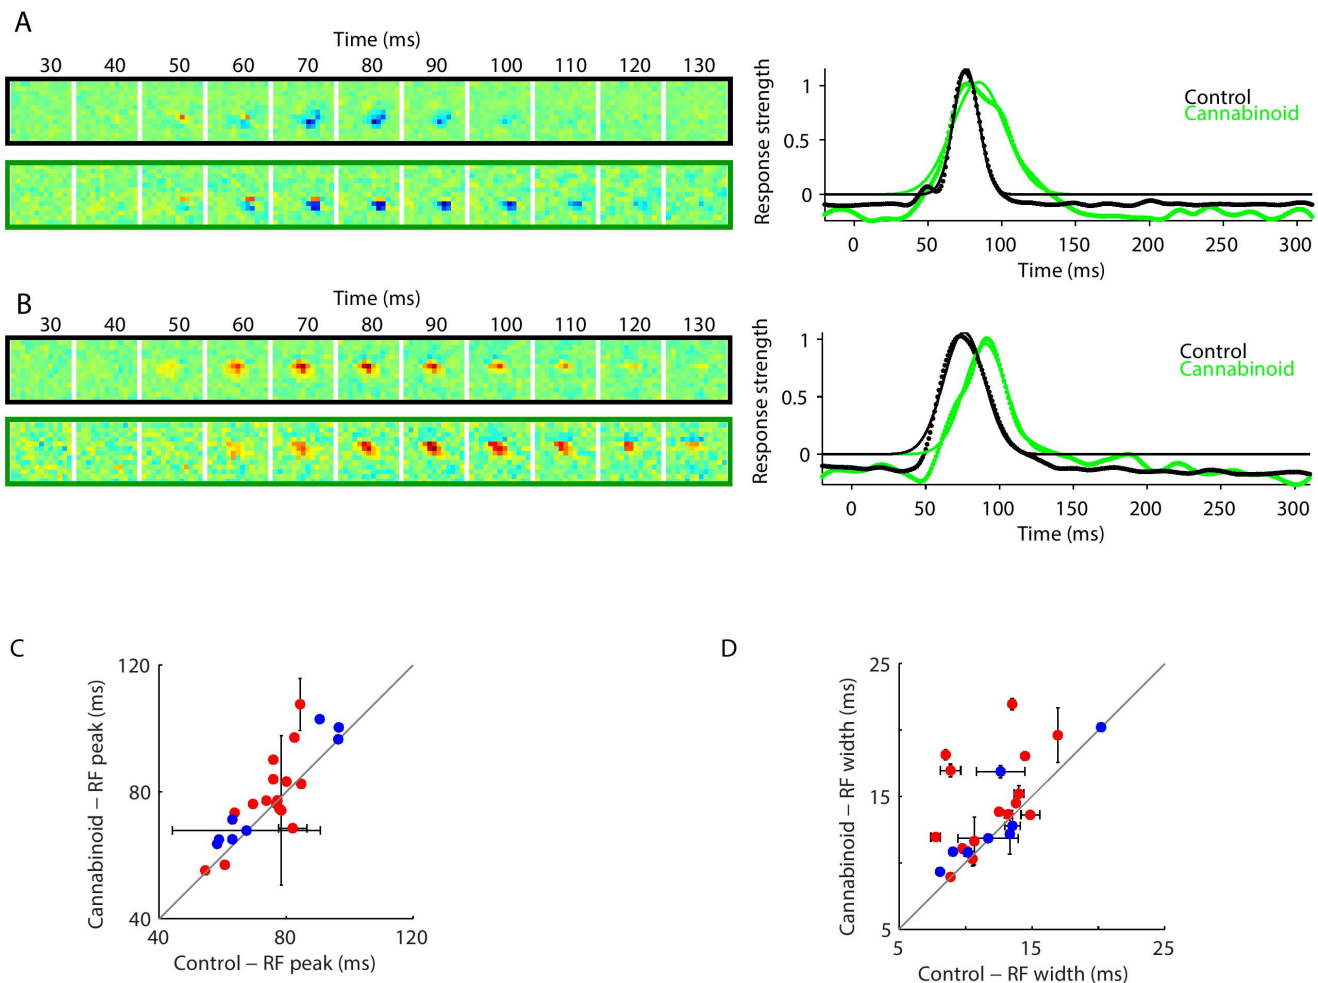 A
Time (ms)
30 40 50 60 70 80 90 100 110 120 130
Response strength
1
0.5
0
Control
Cannabinoid
0 50 100 150 200 250 300
Time (ms)
B
Time (ms)
30 40 50 60 70 80 90 100 110 120 130
Response strength
1
0.5
0
Control
Cannabinoid
0 50 100 150 200 250 300
Time (ms)
C
Cannabinoid – RF peak (ms)
120
80
40
40 80 120
Control – RF peak (ms)
D
Cannabinoid – RF width (ms)
25
15
5
5 15 25
Control – RF width (ms)